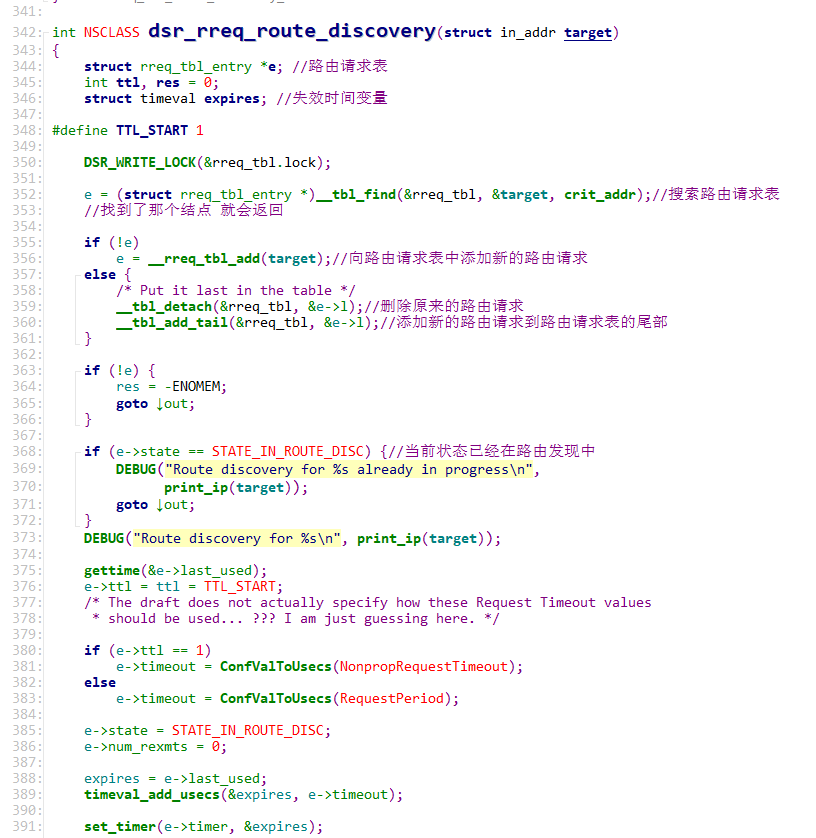 341:
342: int NSCLASS dsr_rreq_route_discovery(struct in_addr target)
343: {
344:     struct rreq_tbl_entry *e; //路由请求表
345:     int ttl, res = 0;
346:     struct timeval expires; //失效时间变量
347:
348: #define TTL_START 1
349:
350:     DSR_WRITE_LOCK(&rreq_tbl.lock);
351:
352:     e = (struct rreq_tbl_entry *)__tbl_find(&rreq_tbl, &target, crit_addr);//搜索路由请求表
353:     //找到了那个结点 就会返回
354:
355:     if (!e)
356:         e = __rreq_tbl_add(target);//向路由请求表中添加新的路由请求
357:     else {
358:         /* Put it last in the table */
359:         __tbl_detach(&rreq_tbl, &e->l);//删除原来的路由请求
360:         __tbl_add_tail(&rreq_tbl, &e->l);//添加新的路由请求到路由请求表的尾部
361:     }
362:
363:     if (!e) {
364:         res = -ENOMEM;
365:         goto ↓out;
366:     }
367:
368:     if (e->state == STATE_IN_ROUTE_DISC) {//当前状态已经在路由发现中
369:         DEBUG("Route discovery for %s already in progress\n",
370:               print_ip(target));
371:         goto ↓out;
372:     }
373:     DEBUG("Route discovery for %s\n", print_ip(target));
374:
375:     gettime(&e->last_used);
376:     e->ttl = ttl = TTL_START;
377:     /* The draft does not actually specify how these Request Timeout values
378:      * should be used... ??? I am just guessing here. */
379:
380:     if (e->ttl == 1)
381:         e->timeout = ConfValToUsecs(NonpropRequestTimeout);
382:     else
383:         e->timeout = ConfValToUsecs(RequestPeriod);
384:
385:     e->state = STATE_IN_ROUTE_DISC;
386:     e->num_rexmts = 0;
387:
388:     expires = e->last_used;
389:     timeval_add_usecs(&expires, e->timeout);
390:
391:     set_timer(e->timer, &expires);